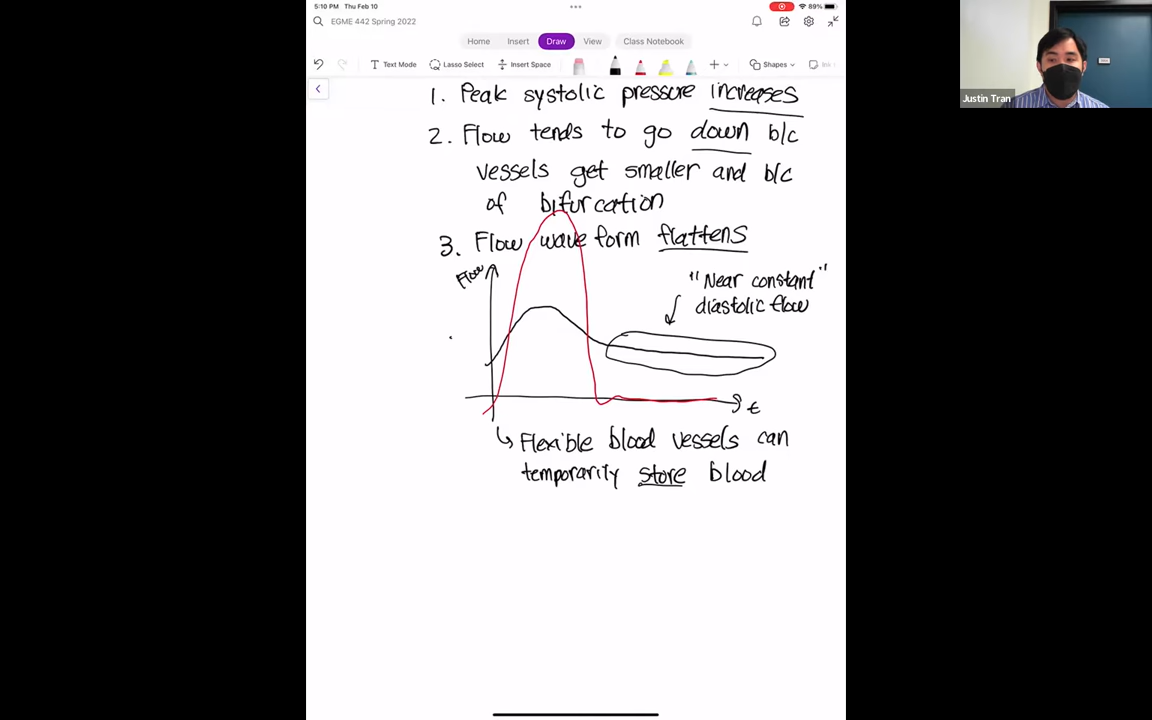 5:10 PM Thu Feb 10
89%
EGME 442 Spring 2022
Home Insert Draw View Class Notebook
Text Mode Lasso Select Insert Space Shapes Ink
Justin Tran
1. Peak systolic pressure increases
2. Flow tends to go down b/c
vessels get smaller and b/c
of bifurcation
3. Flow wave form flattens
Flow
"Near constant"
diastolic flow
t
↳ Flexible blood vessels can
temporarily store blood